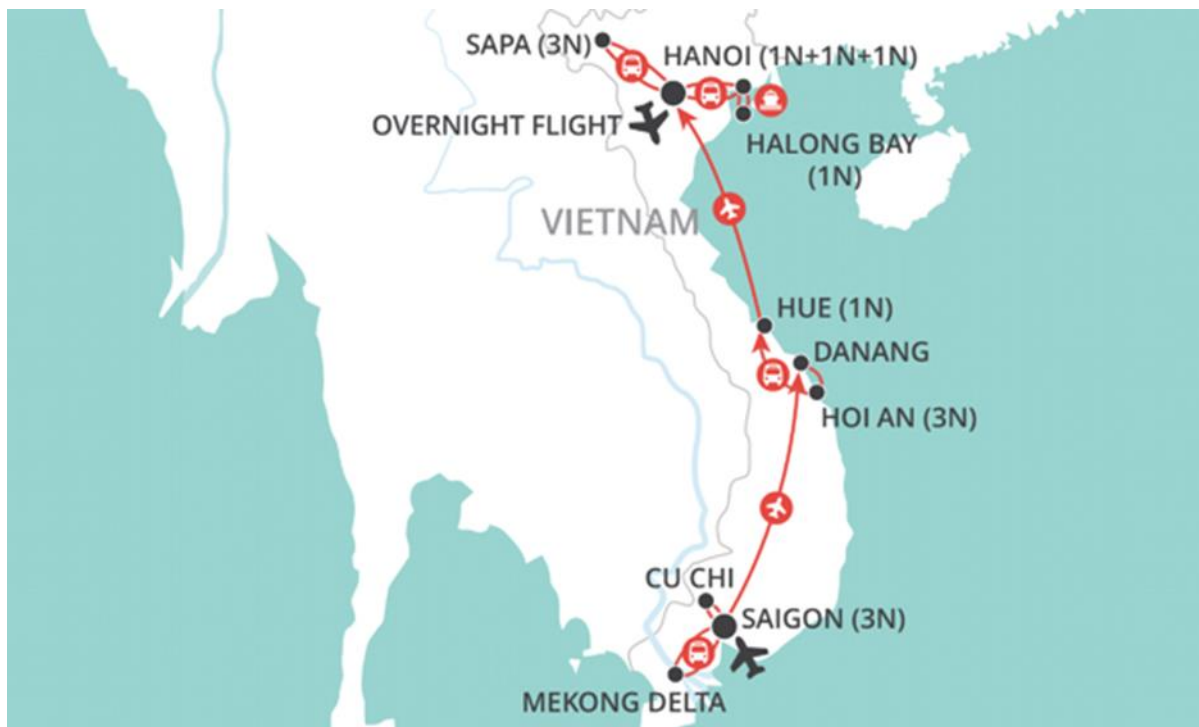 SAPA (3N)
HANOI (1N+1N+1N)
OVERNIGHT FLIGHT
HALONG BAY
(1N)
VIETNAM
HUE (1N)
DANANG
HOI AN (3N)
CU CHI
SAIGON (3N)
MEKONG DELTA